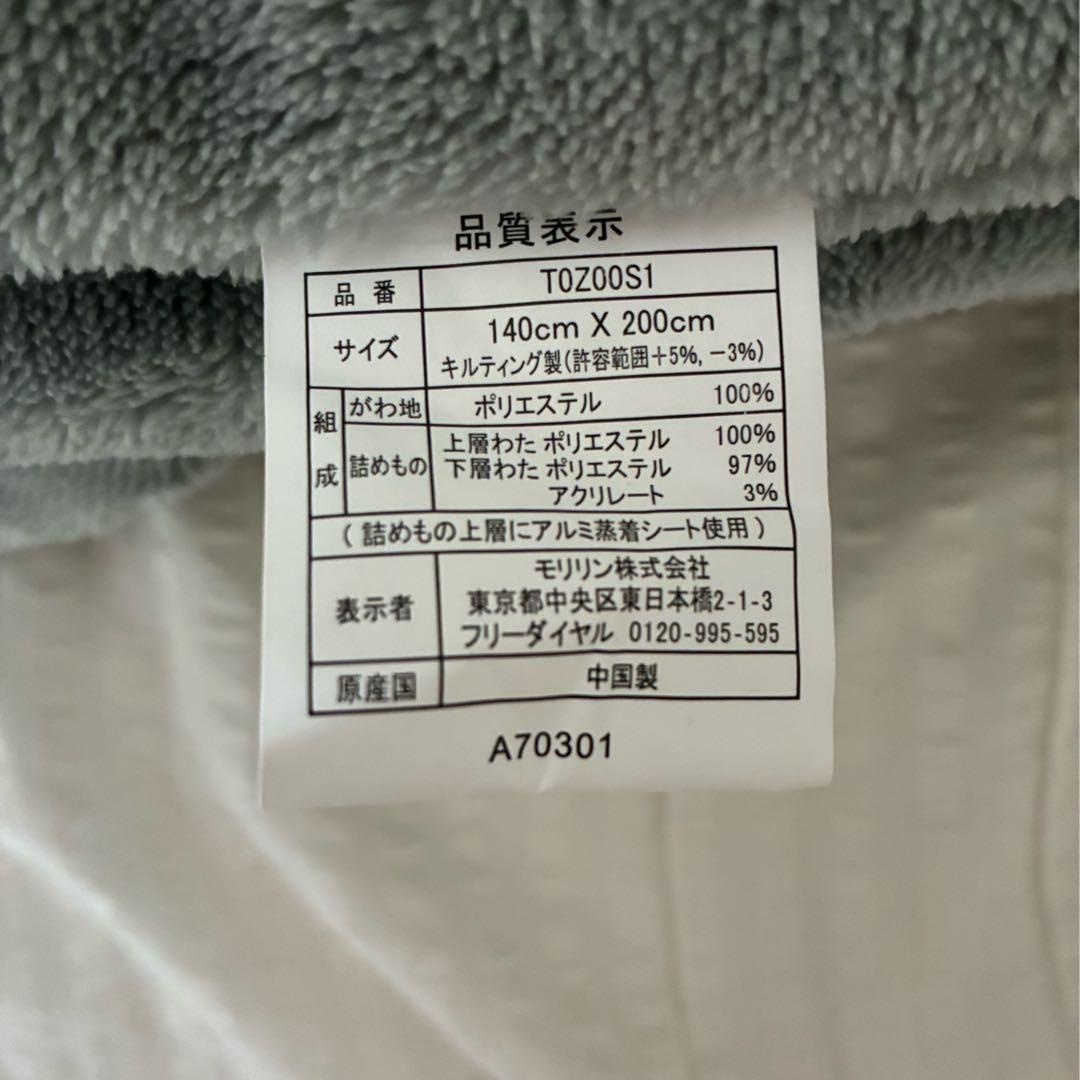 品質表示
品 番 T0Z00S1
サイズ 140cm X 200cm
キルティング製(許容範囲+5%, -3%)
組成 がわ地 ポリエステル 100%
詰めもの 上層わた ポリエステル 100%
下層わた ポリエステル 97%
アクリレート 3%
(詰めもの上層にアルミ蒸着シート使用)
表示者 モリリン株式会社
東京都中央区東日本橋2-1-3
フリーダイヤル 0120-995-595
原産国 中国製
A70301